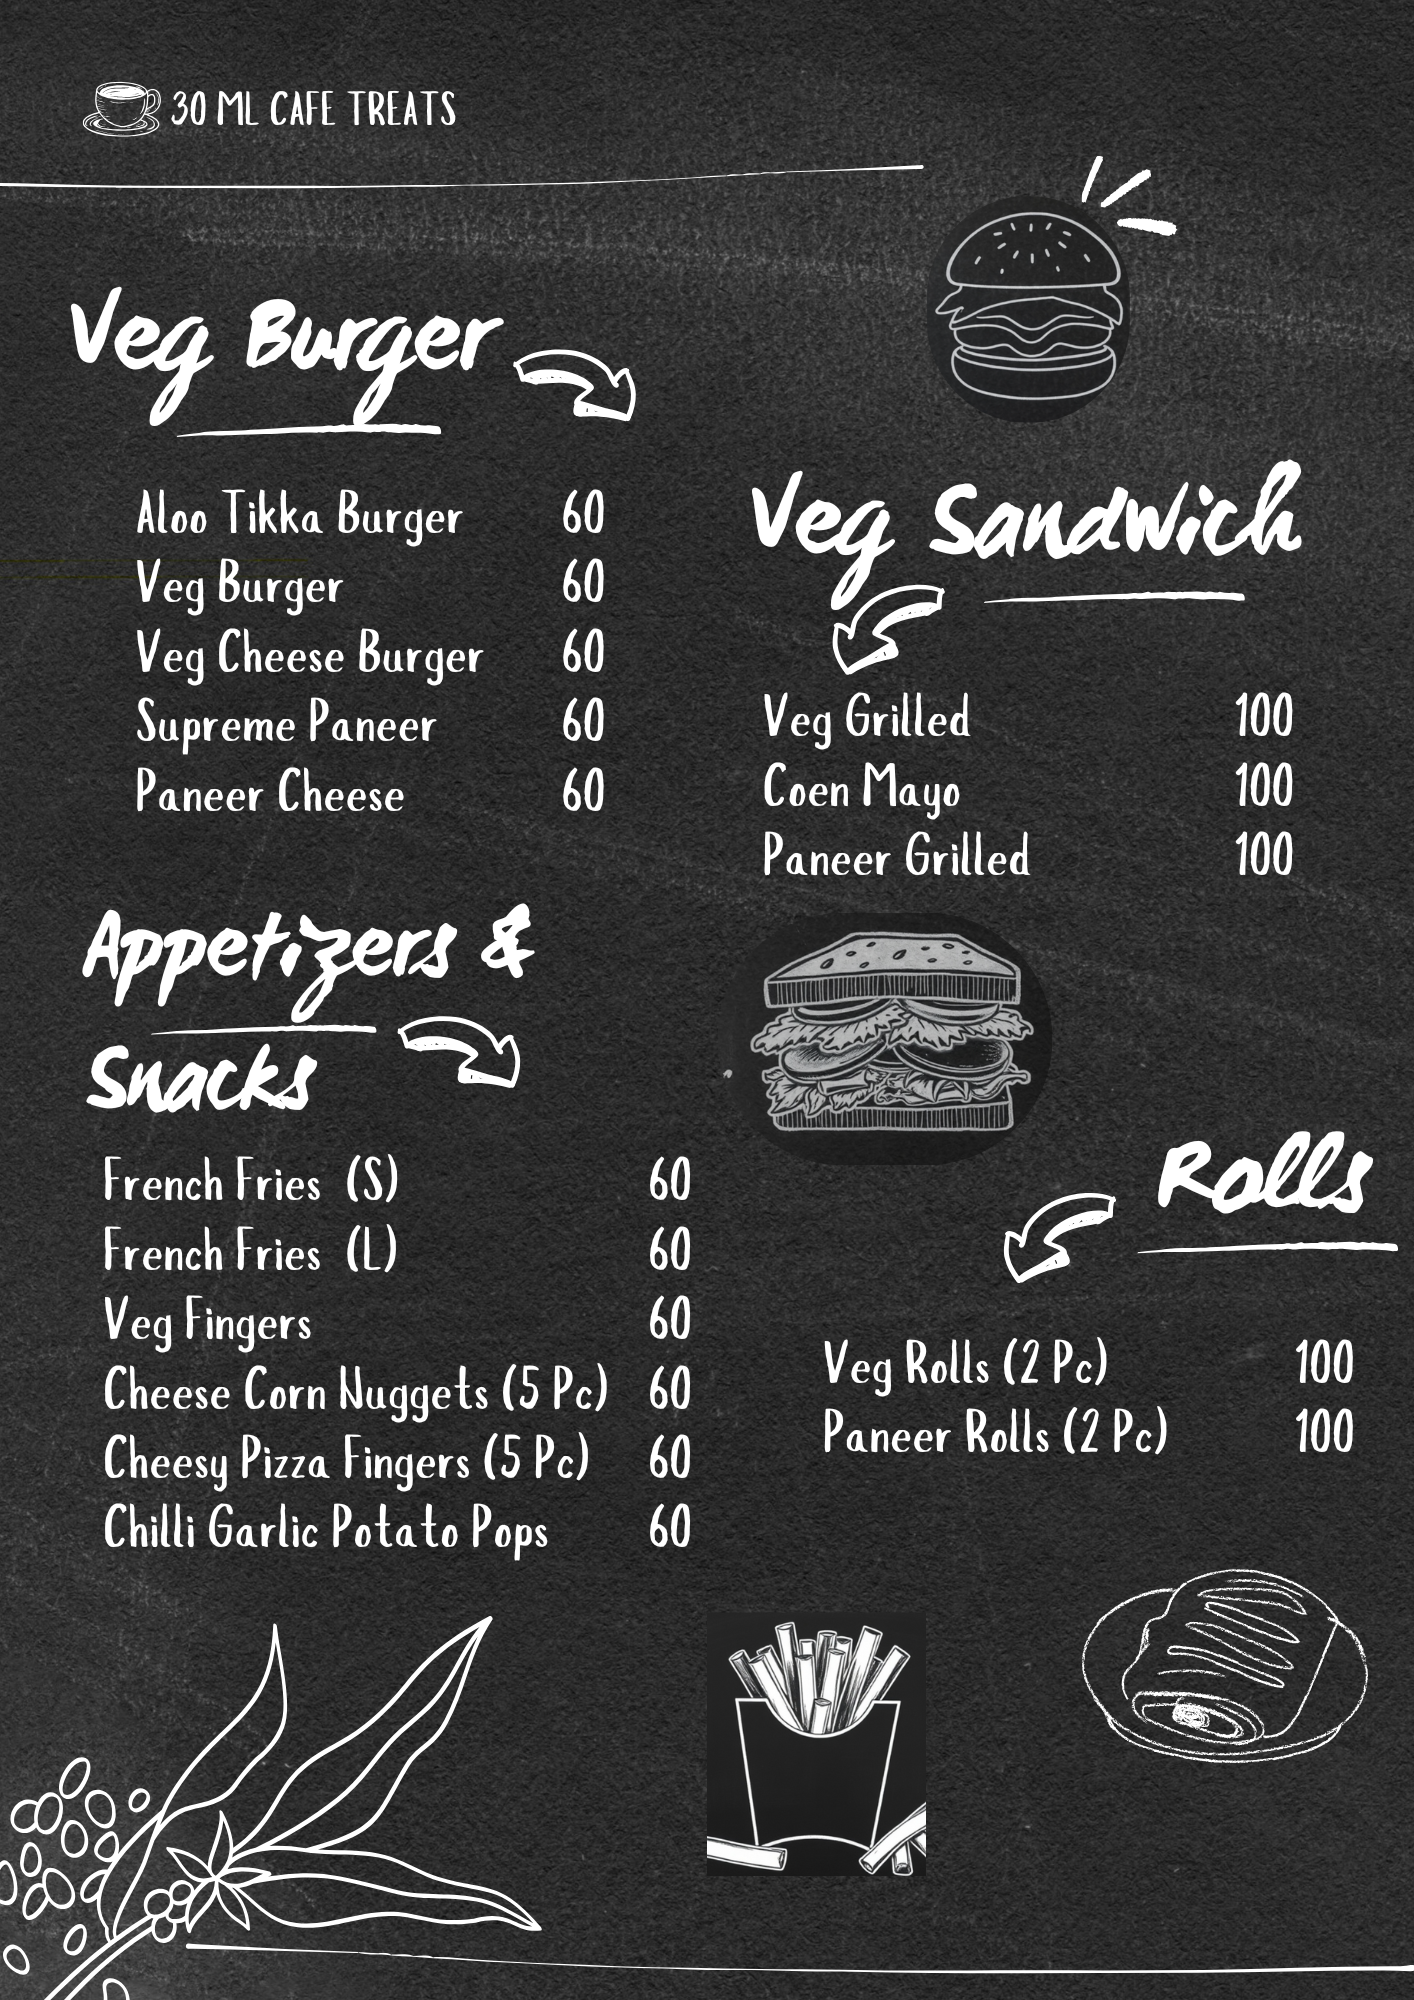 30 ML CAFE TREATS
Veg Burger
Aloo Tikka Burger 60
Veg Burger 60
Veg Cheese Burger 60
Supreme Paneer 60
Paneer Cheese 60
Veg Sandwich
Veg Grilled 100
Coen Mayo 100
Paneer Grilled 100
Appetizers &
Snacks
French Fries (S) 60
French Fries (L) 60
Veg Fingers 60
Cheese Corn Nuggets (5 Pc) 60
Cheesy Pizza Fingers (5 Pc) 60
Chilli Garlic Potato Pops 60
Rolls
Veg Rolls (2 Pc) 100
Paneer Rolls (2 Pc) 100